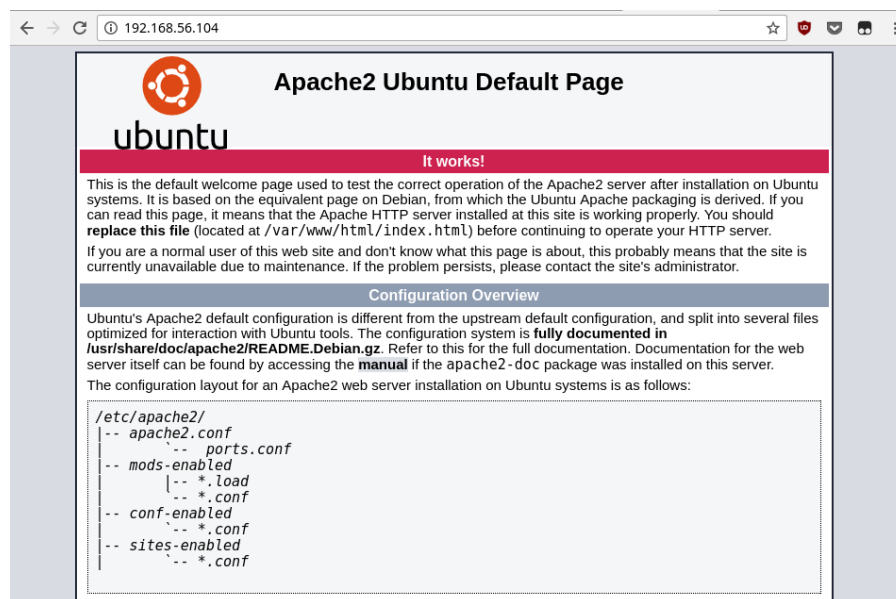 192.168.56.104
Apache2 Ubuntu Default Page
ubuntu
It works!
This is the default welcome page used to test the correct operation of the Apache2 server after installation on Ubuntu
systems. It is based on the equivalent page on Debian, from which the Ubuntu Apache packaging is derived. If you
can read this page, it means that the Apache HTTP server installed at this site is working properly. You should
replace this file (located at /var/www/html/index.html) before continuing to operate your HTTP server.
If you are a normal user of this web site and don't know what this page is about, this probably means that the site is
currently unavailable due to maintenance. If the problem persists, please contact the site's administrator.
Configuration Overview
Ubuntu's Apache2 default configuration is different from the upstream default configuration, and split into several files
optimized for interaction with Ubuntu tools. The configuration system is fully documented in
/usr/share/doc/apache2/README.Debian.gz. Refer to this for the full documentation. Documentation for the web
server itself can be found by accessing the manual if the apache2-doc package was installed on this server.
The configuration layout for an Apache2 web server installation on Ubuntu systems is as follows:
/etc/apache2/
|-- apache2.conf
|       `--  ports.conf
|-- mods-enabled
|       |-- *.load
|       `-- *.conf
|-- conf-enabled
|       `-- *.conf
|-- sites-enabled
|       `-- *.conf